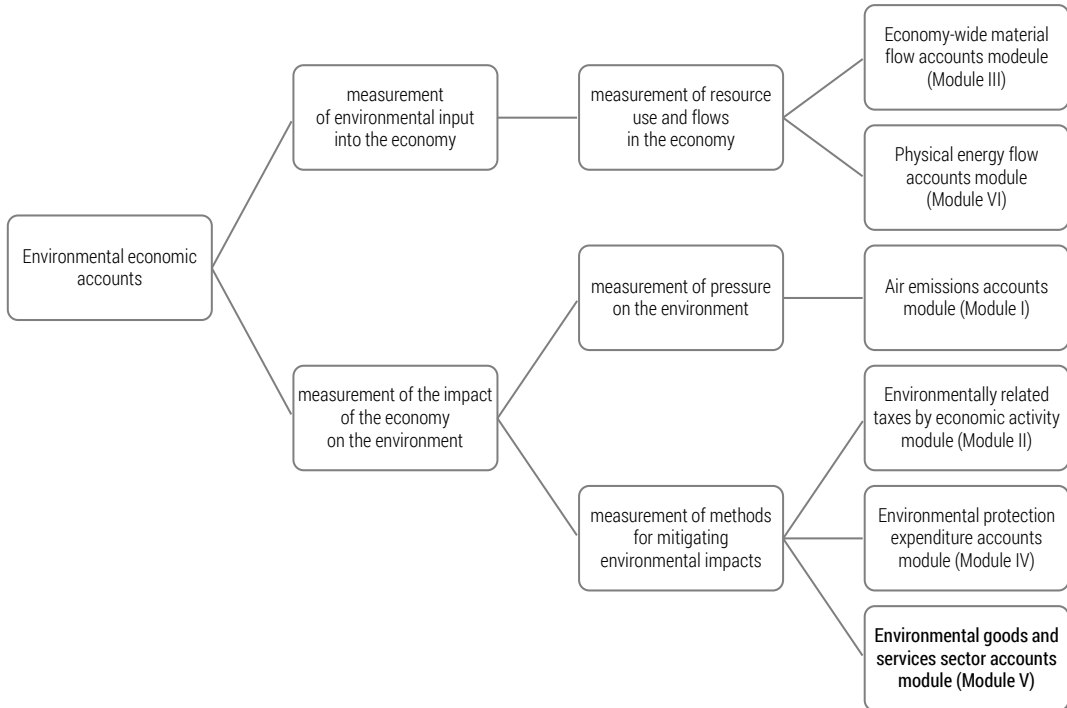 Environmental economic
accounts
measurement
of environmental input
into the economy
measurement of the impact
of the economy
on the environment
measurement of resource
use and flows
in the economy
measurement of pressure
on the environment
measurement of methods
for mitigating
environmental impacts
Economy-wide material
flow accounts modeule
(Module III)
Physical energy flow
accounts module
(Module VI)
Air emissions accounts
module (Module I)
Environmentally related
taxes by economic activity
module (Module II)
Environmental protection
expenditure accounts
module (Module IV)
Environmental goods and
services sector accounts
module (Module V)